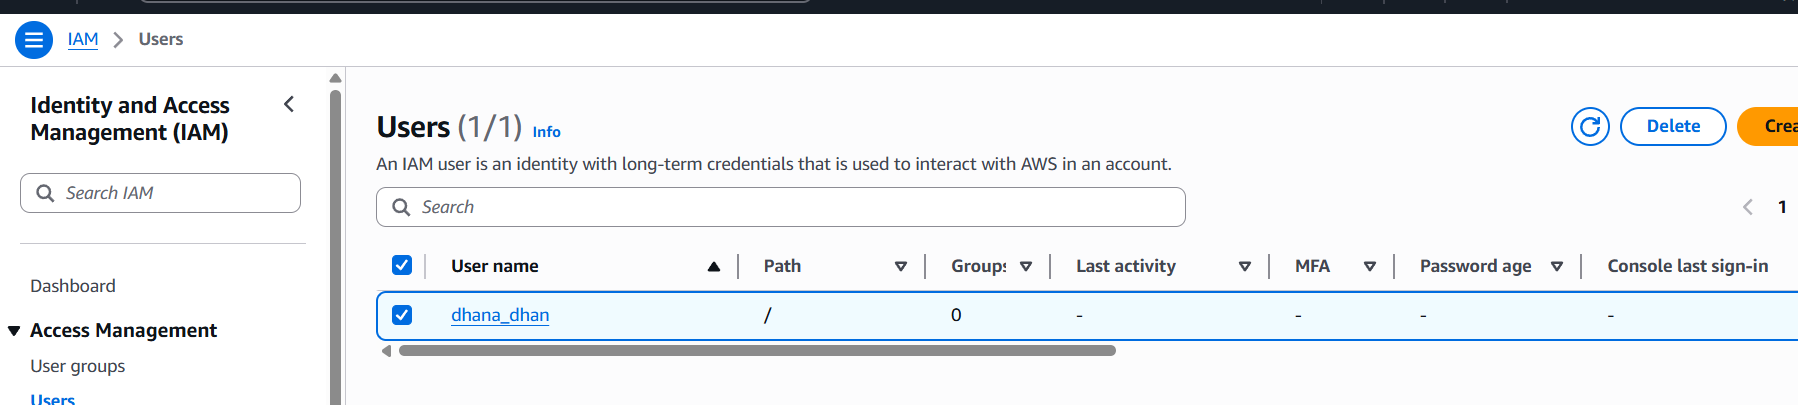 IAM > Users
Identity and Access
Management (IAM)
Search IAM
Dashboard
Access Management
User groups
Users
Users (1/1) Info
Delete
An IAM user is an identity with long-term credentials that is used to interact with AWS in an account.
Search
1
User name Path Groups Last activity MFA Password age Console last sign-in
dhana_dhan / 0 - - - -